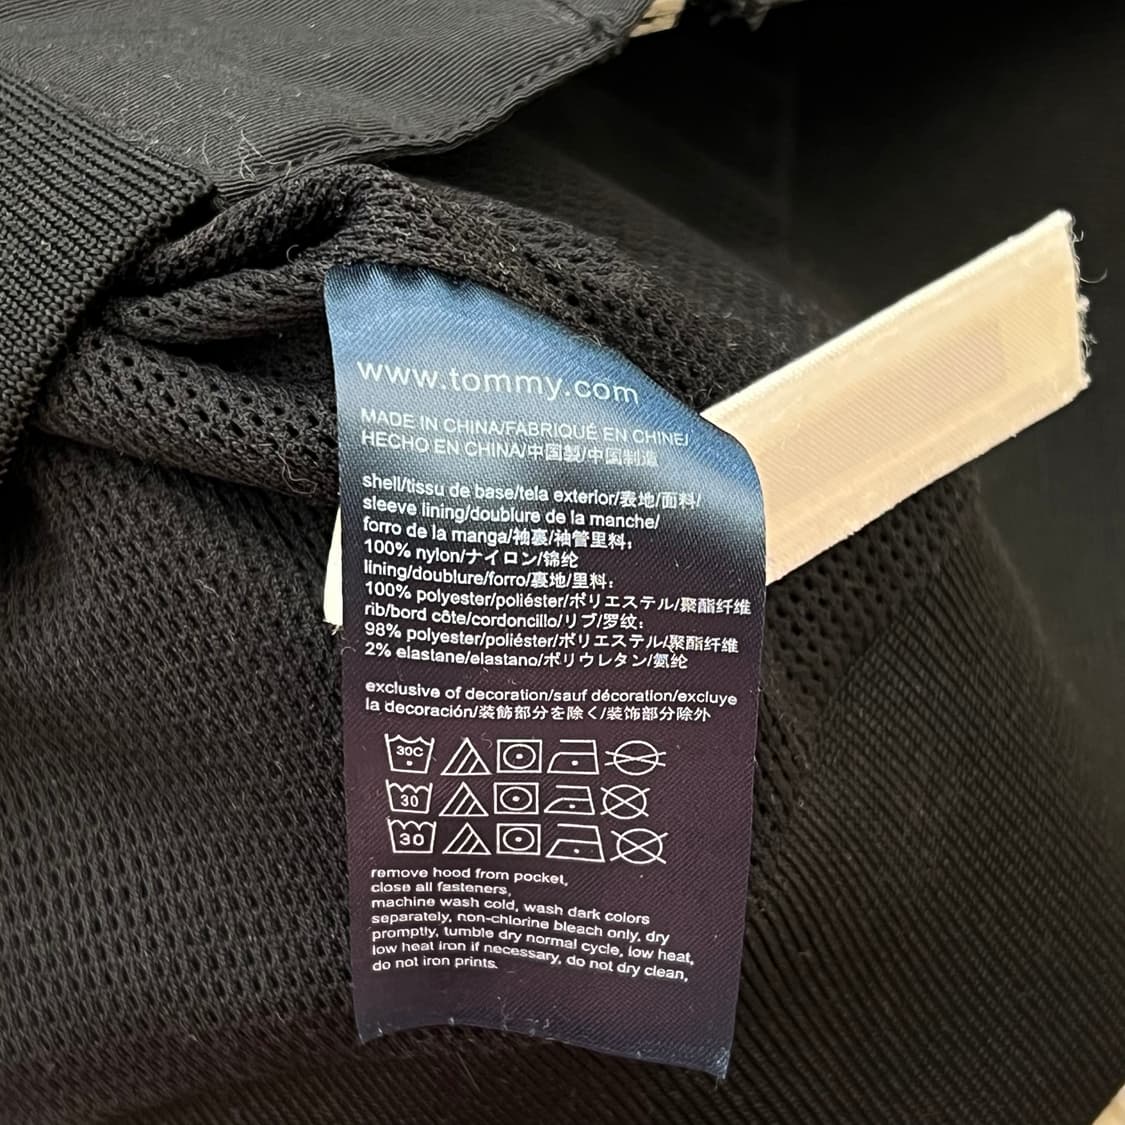 www.tommy.com
MADE IN CHINA/FABRIQUÉ EN CHINE/
HECHO EN CHINA/中国製/中国制造
shell/tissu de base/tela exterior/表地/面料/
sleeve lining/doublure de la manche/
forro de la manga/袖裏/袖管里料:
100% nylon/ナイロン/锦纶
lining/doublure/forro/裏地/里料:
100% polyester/poliéster/ポリエステル/聚酯纤维
rib/bord côte/cordoncillo/リブ/罗纹:
98% polyester/poliéster/ポリエステル/聚酯纤维
2% elastane/elastano/ポリウレタン/氨纶
exclusive of decoration/sauf décoration/excluye
la decoración/装飾部分を除く/装饰部分除外
30C
30
30
remove hood from pocket,
close all fasteners,
machine wash cold, wash dark colors
separately, non-chlorine bleach only, dry
promptly, tumble dry normal cycle, low heat,
low heat iron if necessary, do not dry clean,
do not iron prints.